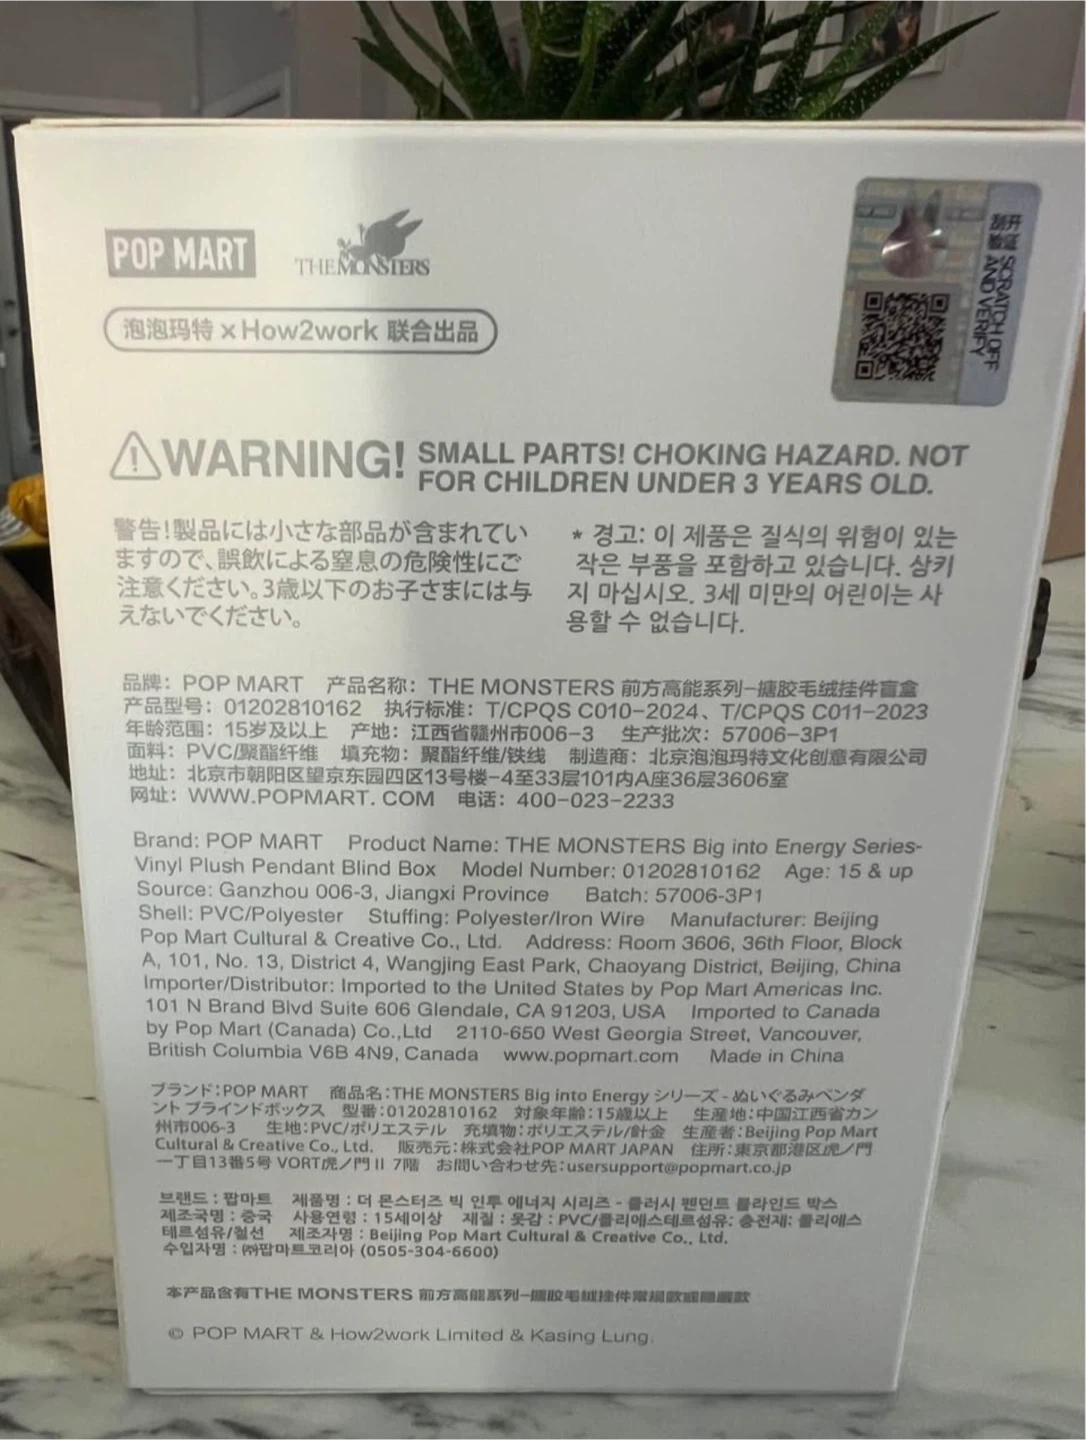 POP MART
THE MONSTERS
泡泡玛特×How2work 联合出品
刮开涂层
SCRATCH OFF
AND VERIFY
WARNING! SMALL PARTS! CHOKING HAZARD. NOT
FOR CHILDREN UNDER 3 YEARS OLD.
警告!製品には小さな部品が含まれてい
ますので、誤飲による窒息の危険性にご
注意ください。3歳以下のお子さまには与
えないでください。
* 경고: 이 제품은 질식의 위험이 있는
작은 부품을 포함하고 있습니다. 삼키
지 마십시오. 3세 미만의 어린이는 사
용할 수 없습니다.
品牌：POP MART 产品名称：THE MONSTERS 前方高能系列-搪胶毛绒挂件盲盒
产品型号：01202810162 执行标准：T/CPQS C010-2024、T/CPQS C011-2023
年龄范围：15岁及以上 产地：江西省赣州市006-3 生产批次：57006-3P1
面料：PVC/聚酯纤维 填充物：聚酯纤维/铁线 制造商：北京泡泡玛特文化创意有限公司
地址：北京市朝阳区望京东园四区13号楼-4至33层101内A座36层3606室
网址：WWW.POPMART. COM 电话：400-023-2233
Brand: POP MART Product Name: THE MONSTERS Big into Energy Series-
Vinyl Plush Pendant Blind Box Model Number: 01202810162 Age: 15 & up
Source: Ganzhou 006-3, Jiangxi Province Batch: 57006-3P1
Shell: PVC/Polyester Stuffing: Polyester/Iron Wire Manufacturer: Beijing
Pop Mart Cultural & Creative Co., Ltd. Address: Room 3606, 36th Floor, Block
A, 101, No. 13, District 4, Wangjing East Park, Chaoyang District, Beijing, China
Importer/Distributor: Imported to the United States by Pop Mart Americas Inc.
101 N Brand Blvd Suite 606 Glendale, CA 91203, USA Imported to Canada
by Pop Mart (Canada) Co.,Ltd 2110-650 West Georgia Street, Vancouver,
British Columbia V6B 4N9, Canada www.popmart.com Made in China
ブランド：POP MART 商品名：THE MONSTERS Big into Energy シリーズ - ぬいぐるみペンダ
ント ブラインドボックス 型番：01202810162 対象年齢：15歳以上 生産地：中国江西省カン
州市006-3 生地：PVC/ポリエステル 充填物：ポリエステル/針金 生産者：Beijing Pop Mart
Cultural & Creative Co., Ltd. 販売元：株式会社POP MART JAPAN 住所：東京都港区虎ノ門
一丁目13番5号 VORT虎ノ門 II 7階 お問い合わせ先：usersupport@popmart.co.jp
브랜드 : 팝마트 제품명 : 더 몬스터즈 빅 인투 에너지 시리즈 - 플러시 펜던트 블라인드 박스
제조국명 : 중국 사용연령 : 15세이상 재질 : 옷감 : PVC/폴리에스테르섬유: 충전재: 폴리에스
테르섬유/철선 제조자명 : Beijing Pop Mart Cultural & Creative Co., Ltd.
수입자명 : ㈜팝마트코리아 (0505-304-6600)
本产品含有THE MONSTERS 前方高能系列-搪胶毛绒挂件常规款或隐藏款
© POP MART & How2work Limited & Kasing Lung.